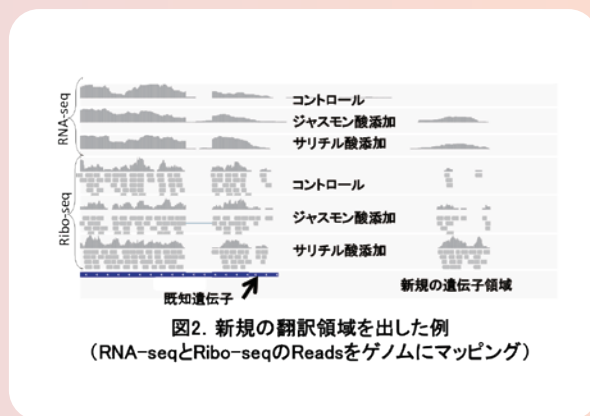 RNA-seq
コントロール
ジャスモン酸添加
サリチル酸添加
Ribo-seq
コントロール
ジャスモン酸添加
サリチル酸添加
既知遺伝子
新規の遺伝子領域
図2．新規の翻訳領域を出した例
（RNA-seqとRibo-seqのReadsをゲノムにマッピング）